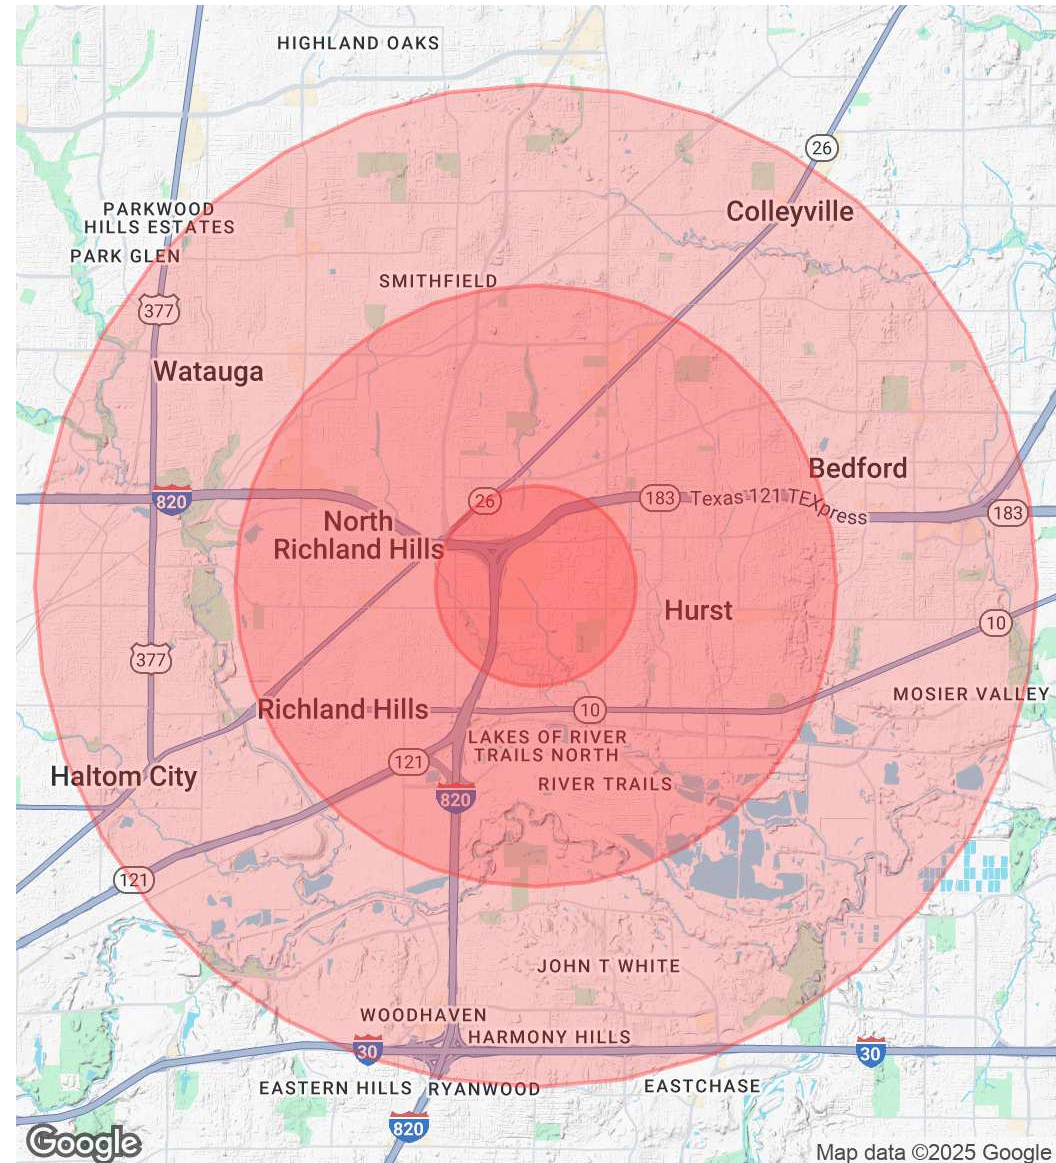 HIGHLAND OAKS
26
Colleyville
PARKWOOD
HILLS ESTATES
PARK GLEN
SMITHFIELD
377
Watauga
Bedford
820
26
183
Texas 121 TEXpress
183
North
Richland Hills
Hurst
10
377
MOSIER VALLEY
Richland Hills
10
LAKES OF RIVER
TRAILS NORTH
121
Haltom City
RIVER TRAILS
820
121
JOHN T WHITE
WOODHAVEN
HARMONY HILLS
30
30
EASTERN HILLS
RYANWOOD
EASTCHASE
820
Google
Map data ©2025 Google